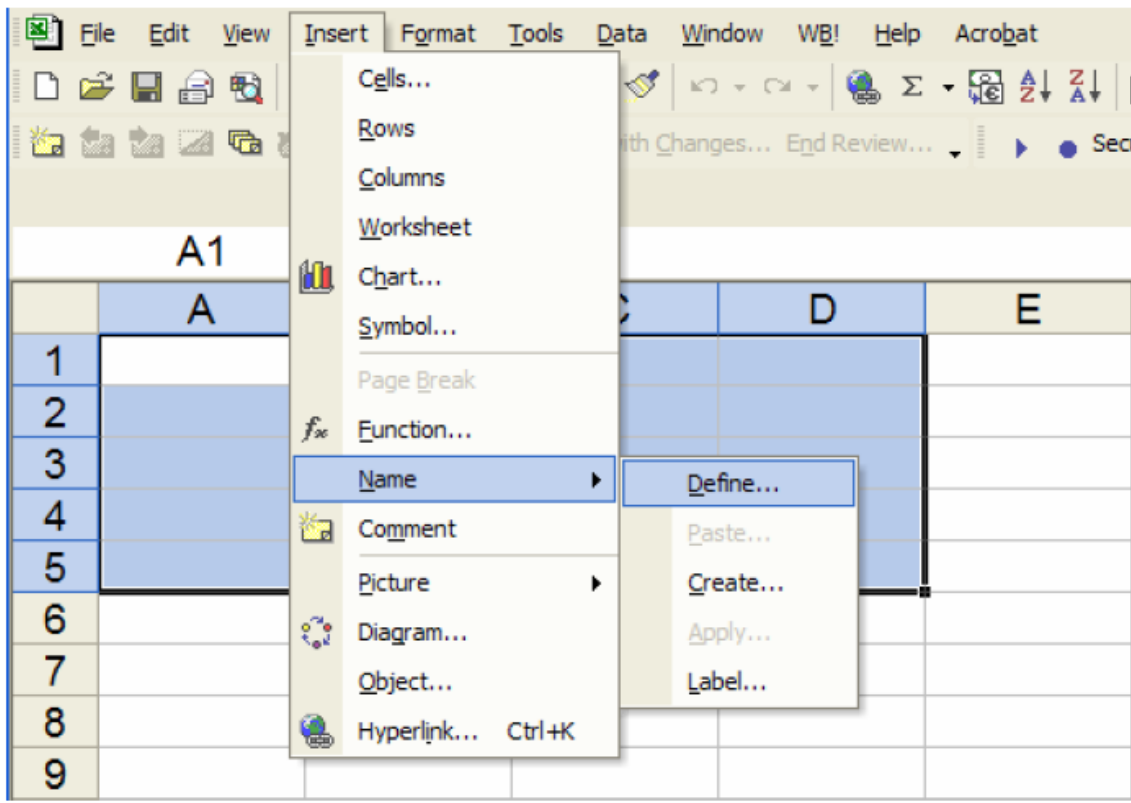 File Edit View Insert Format Tools Data Window WB! Help Acrobat
Cells...
Σ A Z Z A
Rows
ith Changes... End Review... Sec
Columns
Worksheet
A1
Chart...
A D E
Symbol...
1
Page Break
2
fx Function...
3
Name Define...
4
Comment Paste...
5
Picture Create...
6
Diagram... Apply...
7
Object... Label...
8
Hyperlink... Ctrl+K
9